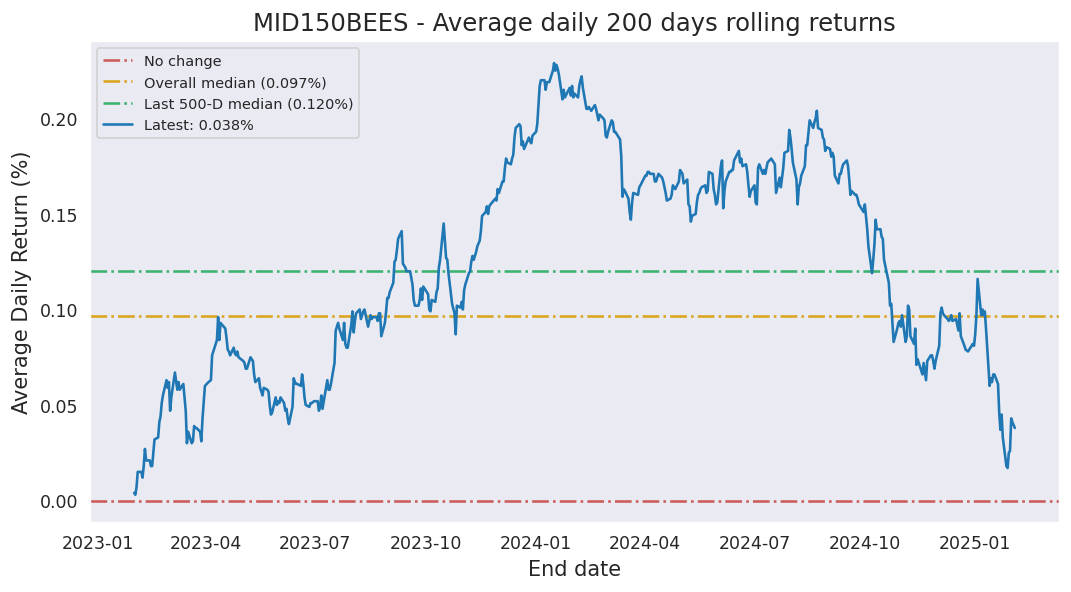 MID150BEES - Average daily 200 days rolling returns
No change
Overall median (0.097%)
Last 500-D median (0.120%)
Latest: 0.038%
Average Daily Return (%)
0.20
0.15
0.10
0.05
0.00
2023-01 2023-04 2023-07 2023-10 2024-01 2024-04 2024-07 2024-10 2025-01
End date